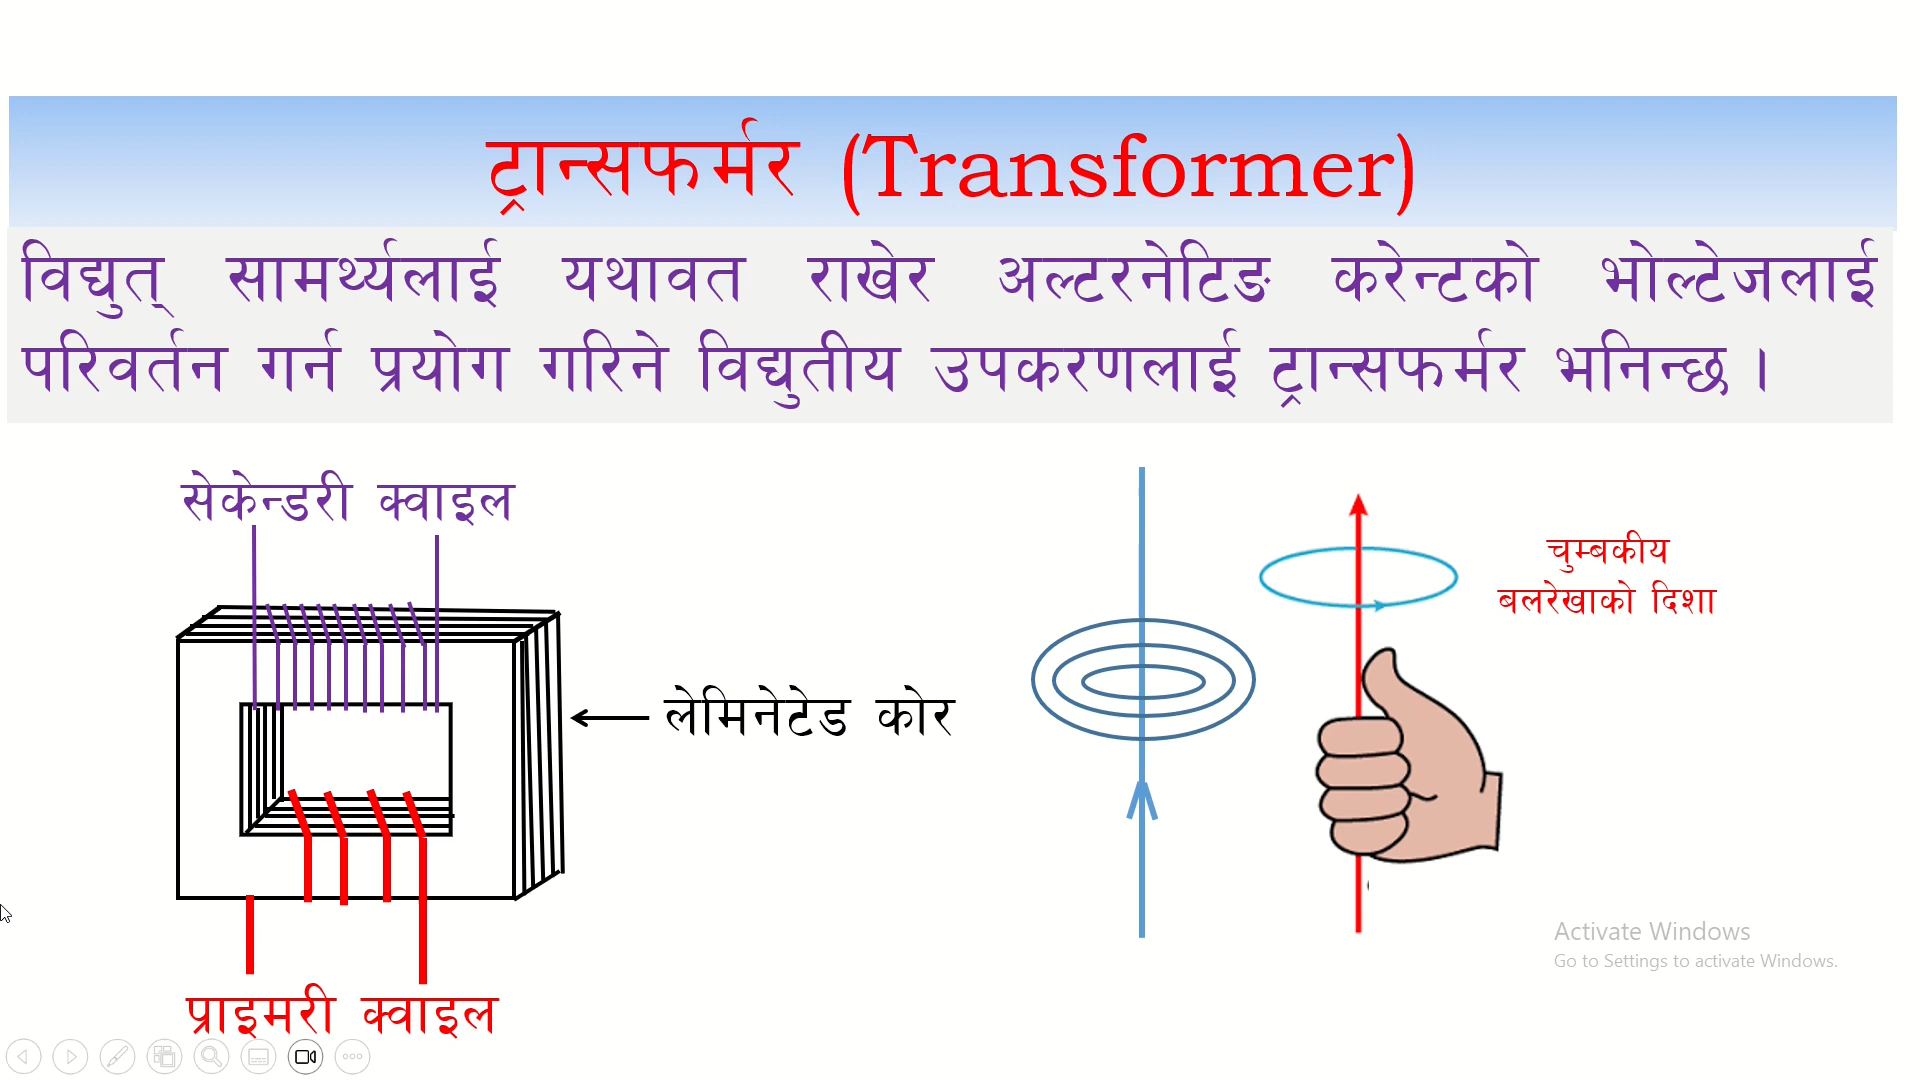 ट्रान्सफर्मर (Transformer)
विद्युत् सामर्थ्यलाई यथावत राखेर अल्टरनेटिङ करेन्टको भोल्टेजलाई
परिवर्तन गर्न प्रयोग गरिने विद्युतीय उपकरणलाई ट्रान्सफर्मर भनिन्छ ।
सेकेन्डरी क्वाइल
चुम्बकीय
बलरेखाको दिशा
लेमिनेटेड कोर
प्राइमरी क्वाइल
Activate Windows
Go to Settings to activate Windows.